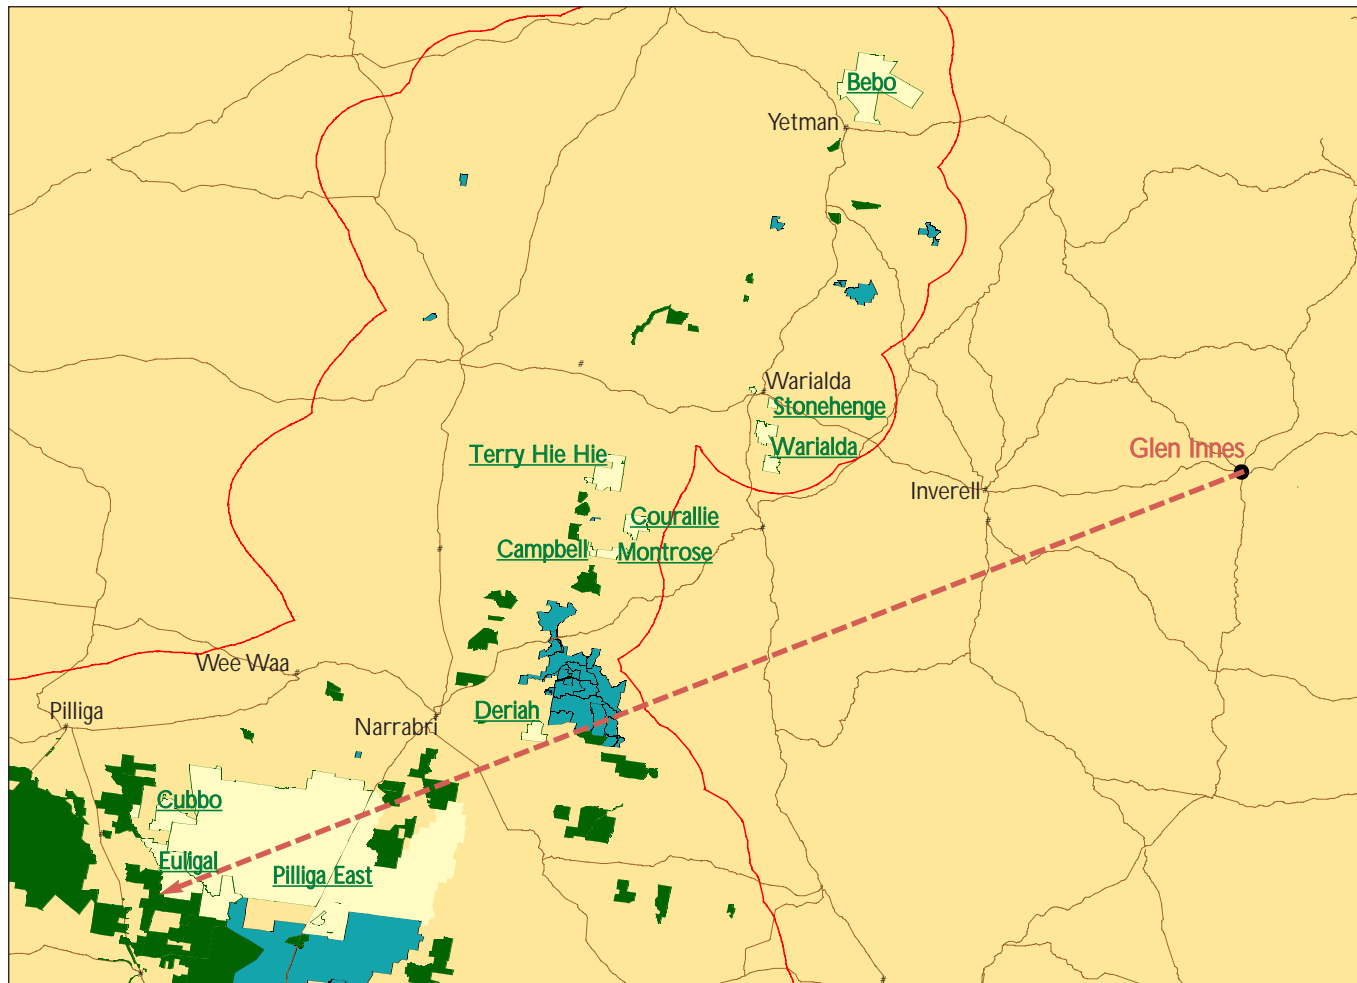 Bebo
Yetman
Warialda
Stonehenge
Warialda
Terry Hie Hie
Glen Innes
Inverell
Courallie
Campbell
Montrose
Wee Waa
Pilliga
Deriah
Narrabri
Cubbo
Euligal
Pilliga East